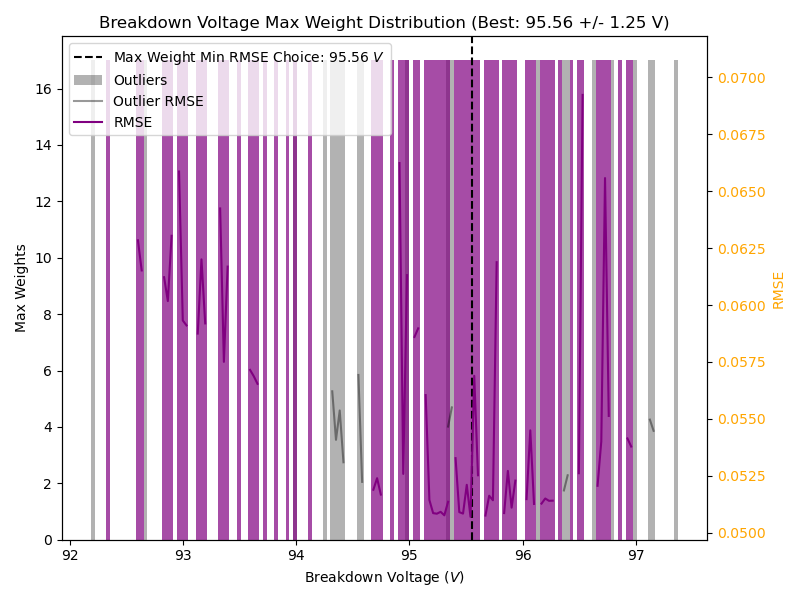 Breakdown Voltage Max Weight Distribution (Best: 95.56 +/- 1.25 V)
Max Weight Min RMSE Choice: 95.56 V
Outliers
Outlier RMSE
RMSE
Max Weights
16
14
12
10
8
6
4
2
0
0.0700
0.0675
0.0650
0.0625
0.0600
0.0575
0.0550
0.0525
0.0500
RMSE
92 93 94 95 96 97
Breakdown Voltage (V)